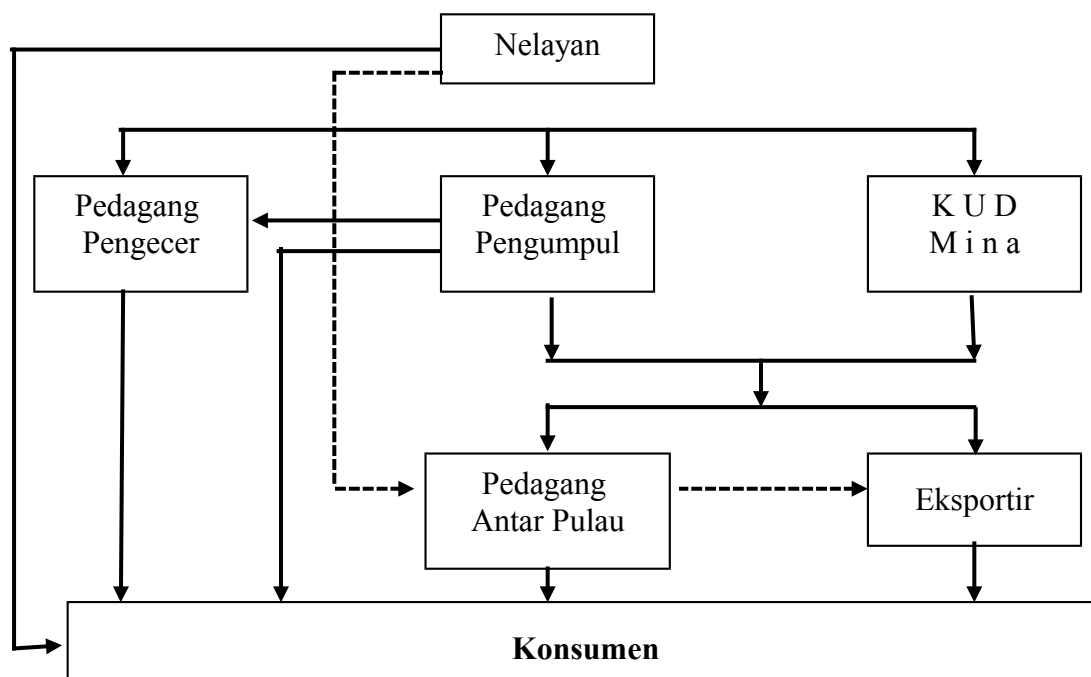 Nelayan
Pedagang
Pengecer
Pedagang
Pengumpul
K U D
M i n a
Pedagang
Antar Pulau
Eksportir
Konsumen